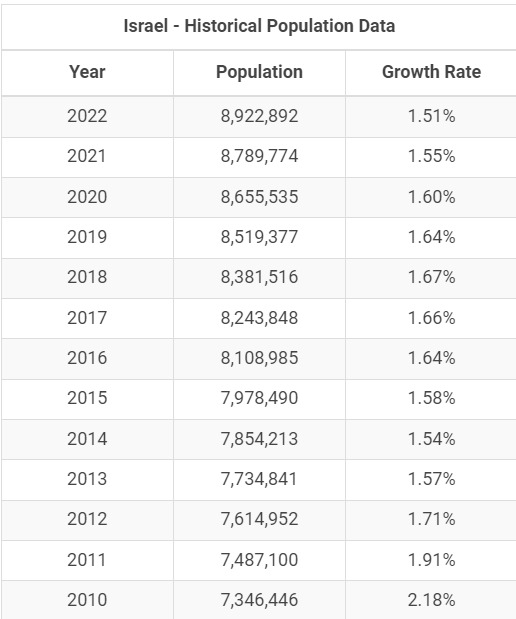 Israel - Historical Population Data
Year Population Growth Rate
2022 8,922,892 1.51%
2021 8,789,774 1.55%
2020 8,655,535 1.60%
2019 8,519,377 1.64%
2018 8,381,516 1.67%
2017 8,243,848 1.66%
2016 8,108,985 1.64%
2015 7,978,490 1.58%
2014 7,854,213 1.54%
2013 7,734,841 1.57%
2012 7,614,952 1.71%
2011 7,487,100 1.91%
2010 7,346,446 2.18%